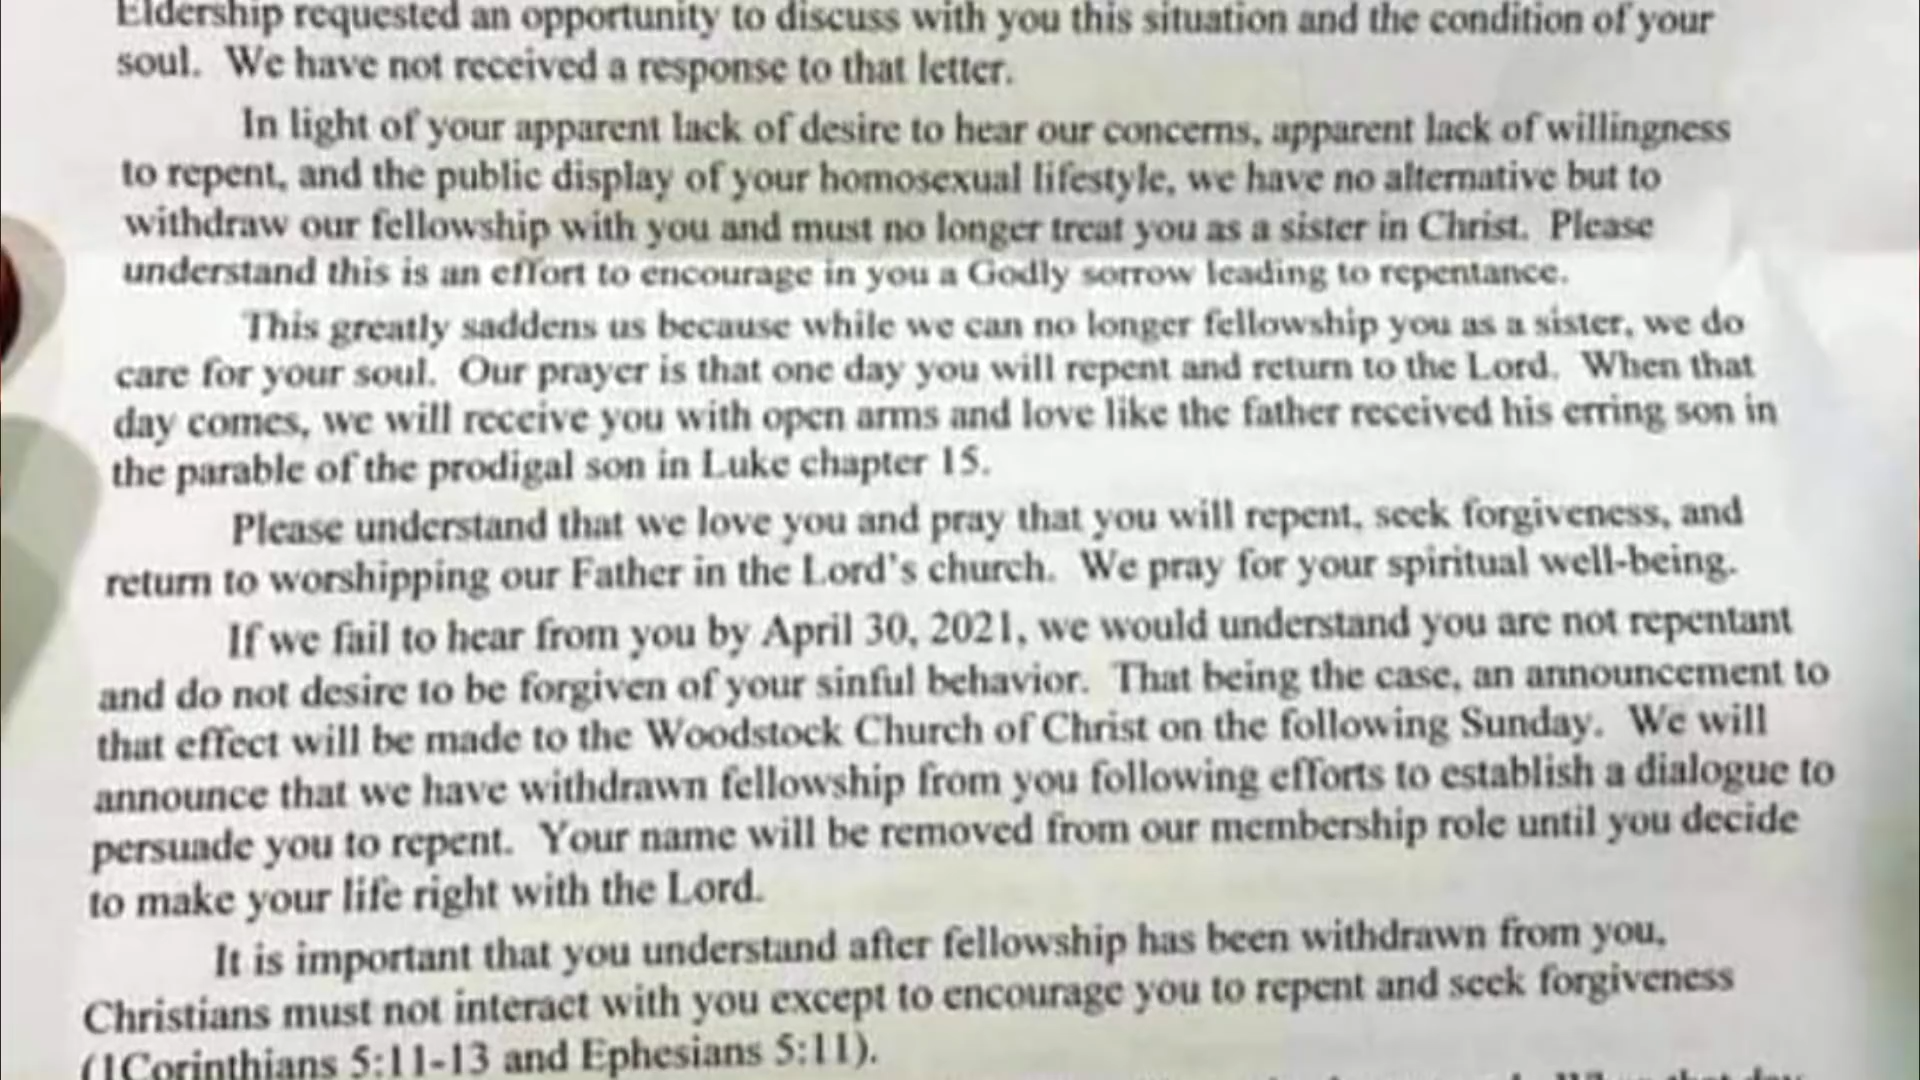 Eldership requested an opportunity to discuss with you this situation and the condition of your
soul. We have not received a response to that letter.
In light of your apparent lack of desire to hear our concerns, apparent lack of willingness
to repent, and the public display of your homosexual lifestyle, we have no alternative but to
withdraw our fellowship with you and must no longer treat you as a sister in Christ. Please
understand this is an effort to encourage in you a Godly sorrow leading to repentance.
This greatly saddens us because while we can no longer fellowship you as a sister, we do
care for your soul. Our prayer is that one day you will repent and return to the Lord. When that
day comes, we will receive you with open arms and love like the father received his erring son in
the parable of the prodigal son in Luke chapter 15.
Please understand that we love you and pray that you will repent, seek forgiveness, and
return to worshipping our Father in the Lord's church. We pray for your spiritual well-being.
If we fail to hear from you by April 30, 2021, we would understand you are not repentant
and do not desire to be forgiven of your sinful behavior. That being the case, an announcement to
that effect will be made to the Woodstock Church of Christ on the following Sunday. We will
announce that we have withdrawn fellowship from you following efforts to establish a dialogue to
persuade you to repent. Your name will be removed from our membership role until you decide
to make your life right with the Lord.
It is important that you understand after fellowship has been withdrawn from you,
Christians must not interact with you except to encourage you to repent and seek forgiveness
(1Corinthians 5:11-13 and Ephesians 5:11).
When that day